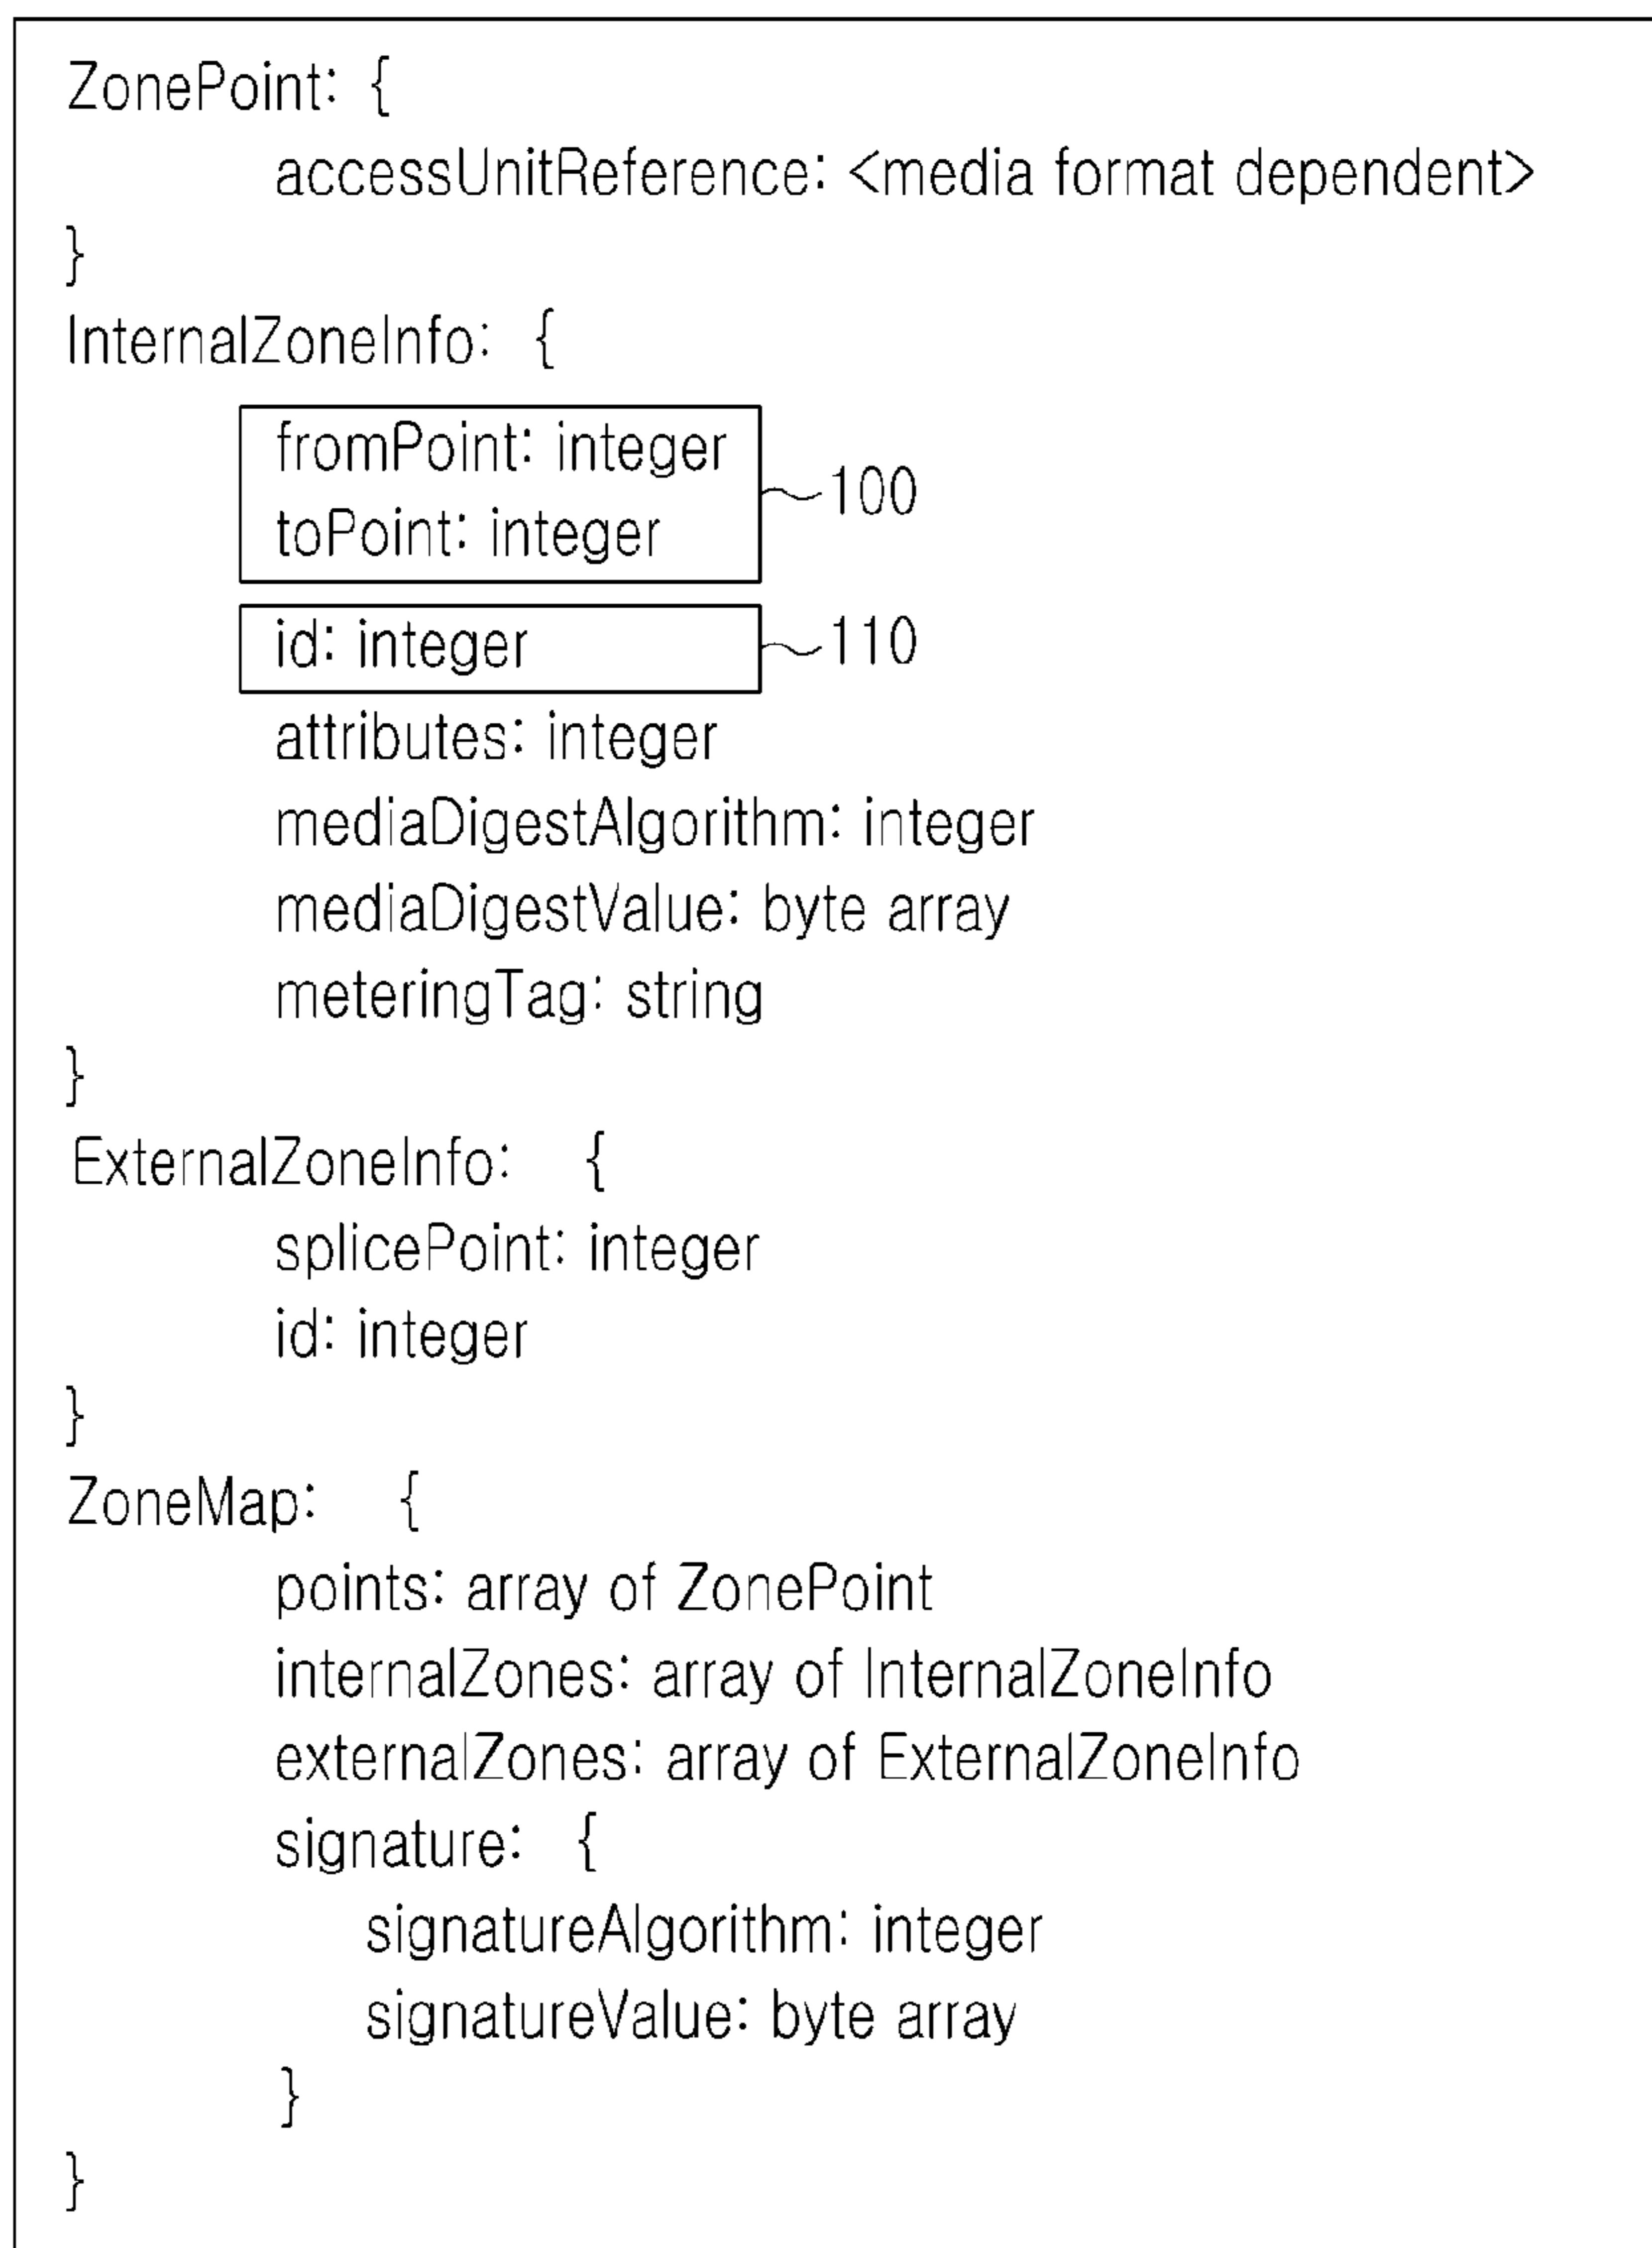 ZonePoint: {
accessUnitReference: <media format dependent>
}
InternalZoneInfo: {
fromPoint: integer
toPoint: integer
100
id: integer
110
attributes: integer
mediaDigestAlgorithm: integer
mediaDigestValue: byte array
meteringTag: string
}
ExternalZoneInfo: {
splicePoint: integer
id: integer
}
ZoneMap: {
points: array of ZonePoint
internalZones: array of InternalZoneInfo
externalZones: array of ExternalZoneInfo
signature: {
signatureAlgorithm: integer
signatureValue: byte array
}
}